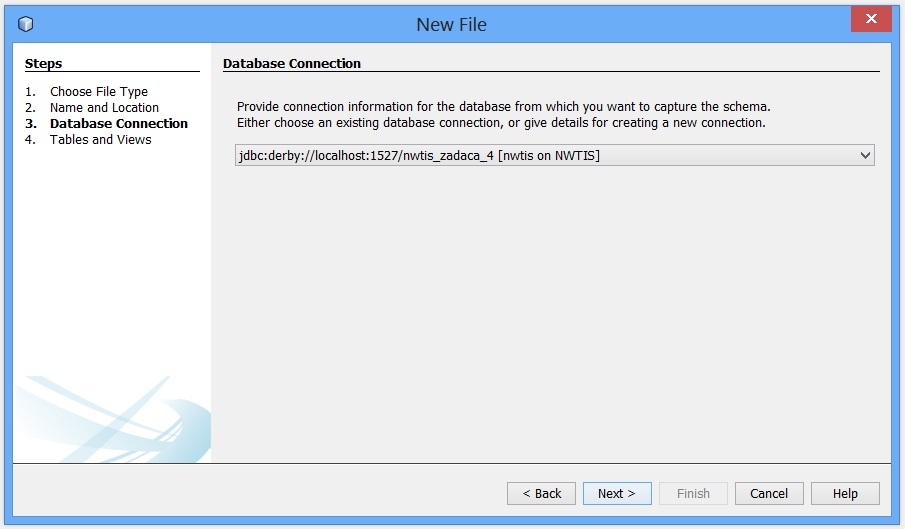 New File
Steps
1. Choose File Type
2. Name and Location
3. Database Connection
4. Tables and Views
Database Connection
Provide connection information for the database from which you want to capture the schema.
Either choose an existing database connection, or give details for creating a new connection.
jdbc:derby://localhost:1527/nwtis_zadaca_4 [nwtis on NWTIS]
< Back
Next >
Finish
Cancel
Help